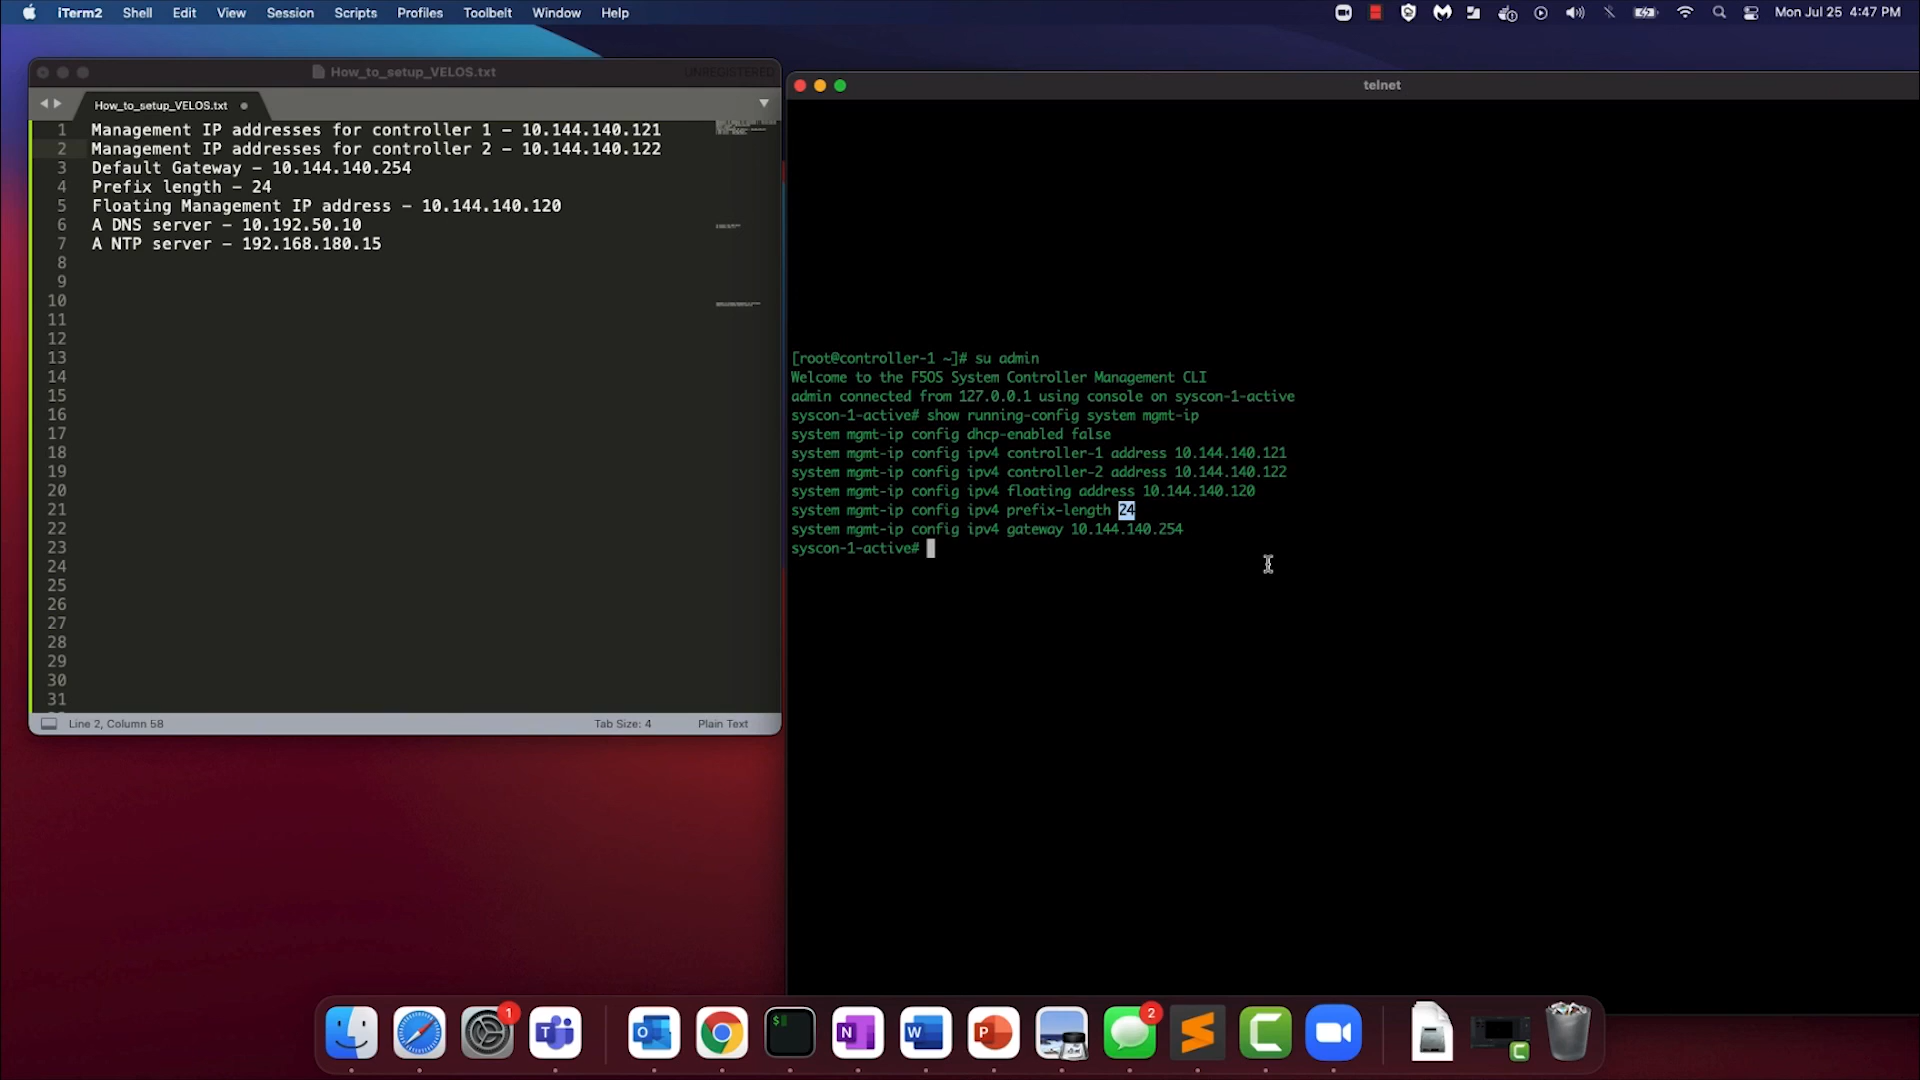 iTerm2 Shell Edit View Session Scripts Profiles Toolbelt Window Help Mon Jul 25 4:47 PM
How_to_setup_VELOS.txt UNREGISTERED
How_to_setup_VELOS.txt
1 Management IP addresses for controller 1 – 10.144.140.121
2 Management IP addresses for controller 2 – 10.144.140.122
3 Default Gateway – 10.144.140.254
4 Prefix length – 24
5 Floating Management IP address – 10.144.140.120
6 A DNS server – 10.192.50.10
7 A NTP server – 192.168.180.15
8
9
10
11
12
13
14
15
16
17
18
19
20
21
22
23
24
25
26
27
28
29
30
31
Line 2, Column 58 Tab Size: 4 Plain Text
telnet
[root@controller-1 ~]# su admin
Welcome to the F5OS System Controller Management CLI
admin connected from 127.0.0.1 using console on syscon-1-active
syscon-1-active# show running-config system mgmt-ip
system mgmt-ip config dhcp-enabled false
system mgmt-ip config ipv4 controller-1 address 10.144.140.121
system mgmt-ip config ipv4 controller-2 address 10.144.140.122
system mgmt-ip config ipv4 floating address 10.144.140.120
system mgmt-ip config ipv4 prefix-length 24
system mgmt-ip config ipv4 gateway 10.144.140.254
syscon-1-active#
1
2
T
O
$
N
W
P
C
C